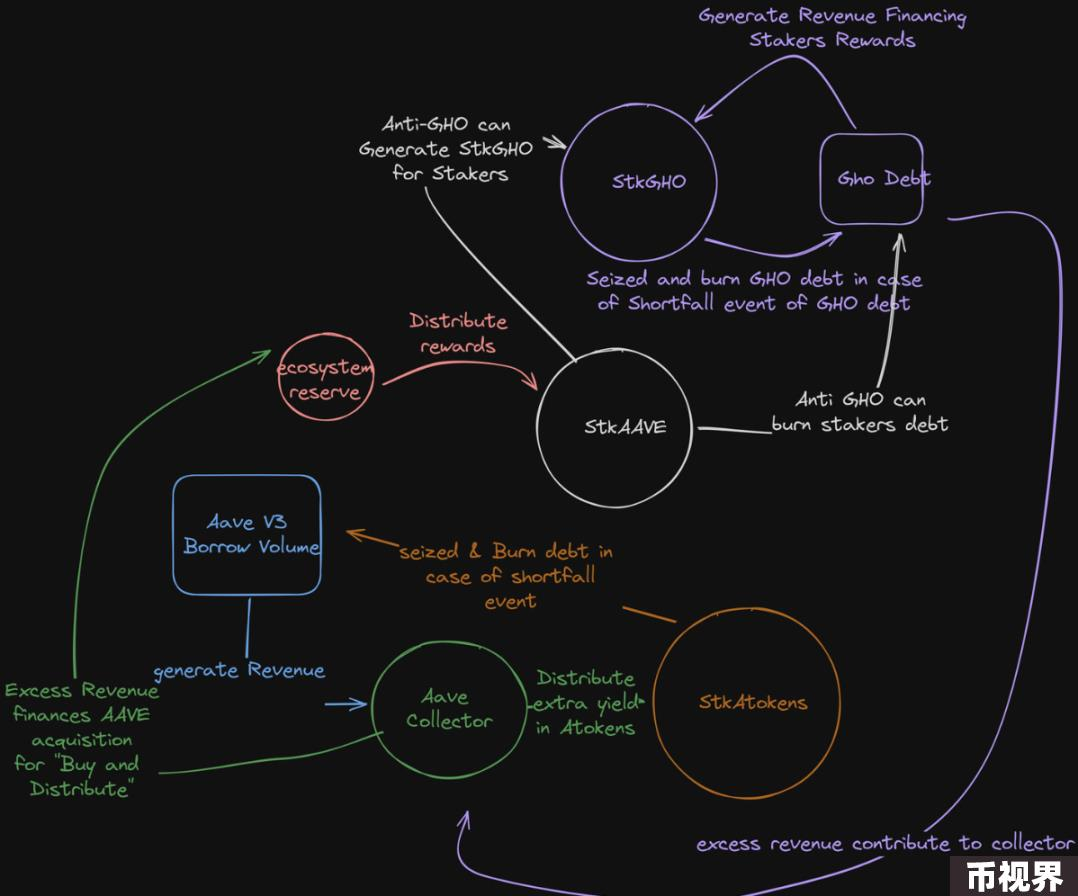 Generate Revenue Financing
Stakers Rewards
Anti-GHO can
Generate StkGHO
for Stakers
StkGHO
Gho Debt
Seized and burn GHO debt in case
of Shortfall event of GHO debt
Distribute
rewards
ecosystem
reserve
StkAAVE
Anti GHO can
burn stakers debt
Aave V3
Borrow Volume
seized & Burn debt in
case of shortfall
event
generate Revenue
Excess Revenue
finances AAVE
acquisition
for "Buy and
Distribute"
Aave
Collector
Distribute
extra yield
in Atokens
StkAtokens
excess revenue contribute to collector
币视界